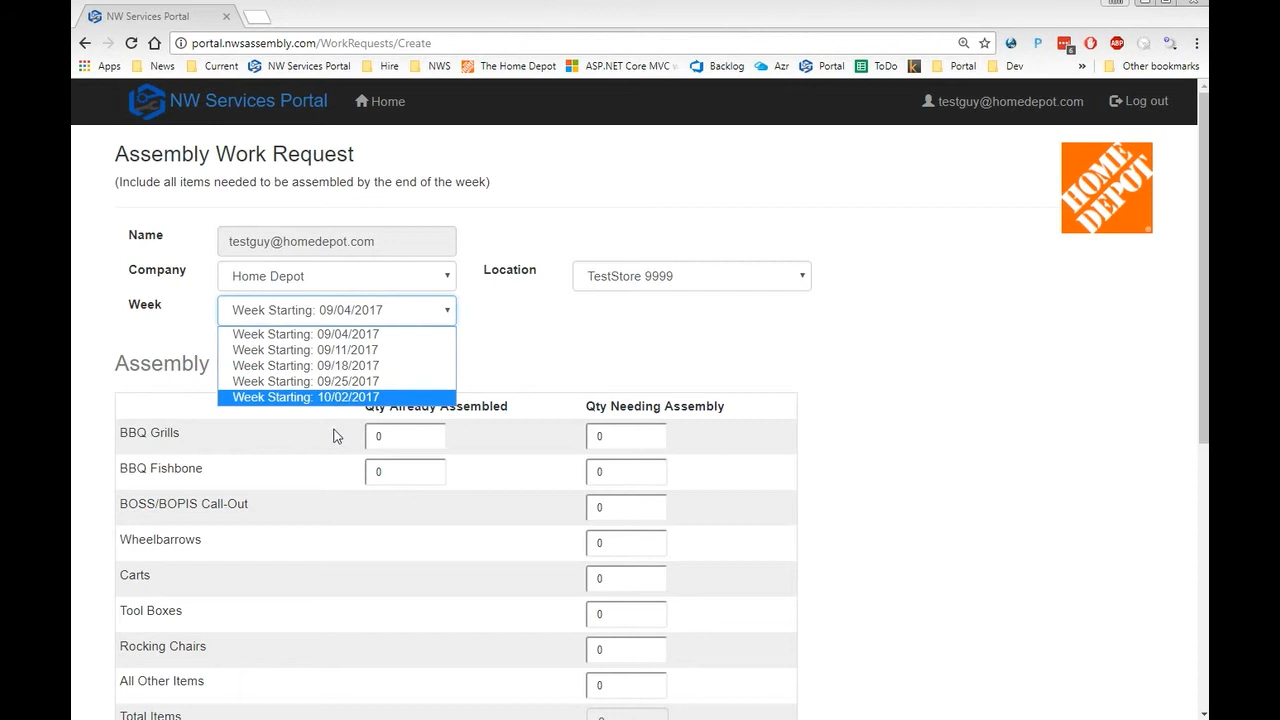 NW Services Portal
portal.nwsassembly.com/WorkRequests/Create
P 6 ABP
Apps News Current NW Services Portal Hire NWS The Home Depot ASP.NET Core MVC Backlog Azr Portal ToDo Portal Dev » Other bookmarks
NW Services Portal Home testguy@homedepot.com Log out
Assembly Work Request
(Include all items needed to be assembled by the end of the week)
HOME DEPOT
Name testguy@homedepot.com
Company Home Depot Location TestStore 9999
Week Week Starting: 09/04/2017
Week Starting: 09/04/2017
Week Starting: 09/11/2017
Assembly Week Starting: 09/18/2017
Week Starting: 09/25/2017
Week Starting: 10/02/2017
Qty Already Assembled Qty Needing Assembly
BBQ Grills 0 0
BBQ Fishbone 0 0
BOSS/BOPIS Call-Out 0
Wheelbarrows 0
Carts 0
Tool Boxes 0
Rocking Chairs 0
All Other Items 0
Total Items